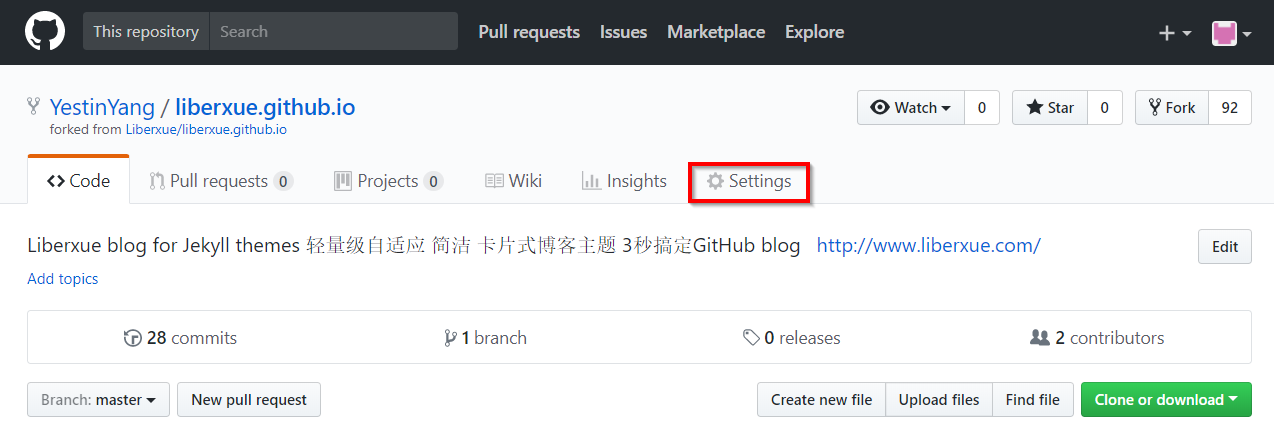 This repository Search Pull requests Issues Marketplace Explore
YestinYang / liberxue.github.io Watch 0 Star 0 Fork 92
forked from Liberxue/liberxue.github.io
Code Pull requests 0 Projects 0 Wiki Insights Settings
Liberxue blog for Jekyll themes 轻量级自适应 简洁 卡片式博客主题 3秒搞定GitHub blog http://www.liberxue.com/ Edit
Add topics
28 commits 1 branch 0 releases 2 contributors
Branch: master New pull request Create new file Upload files Find file Clone or download